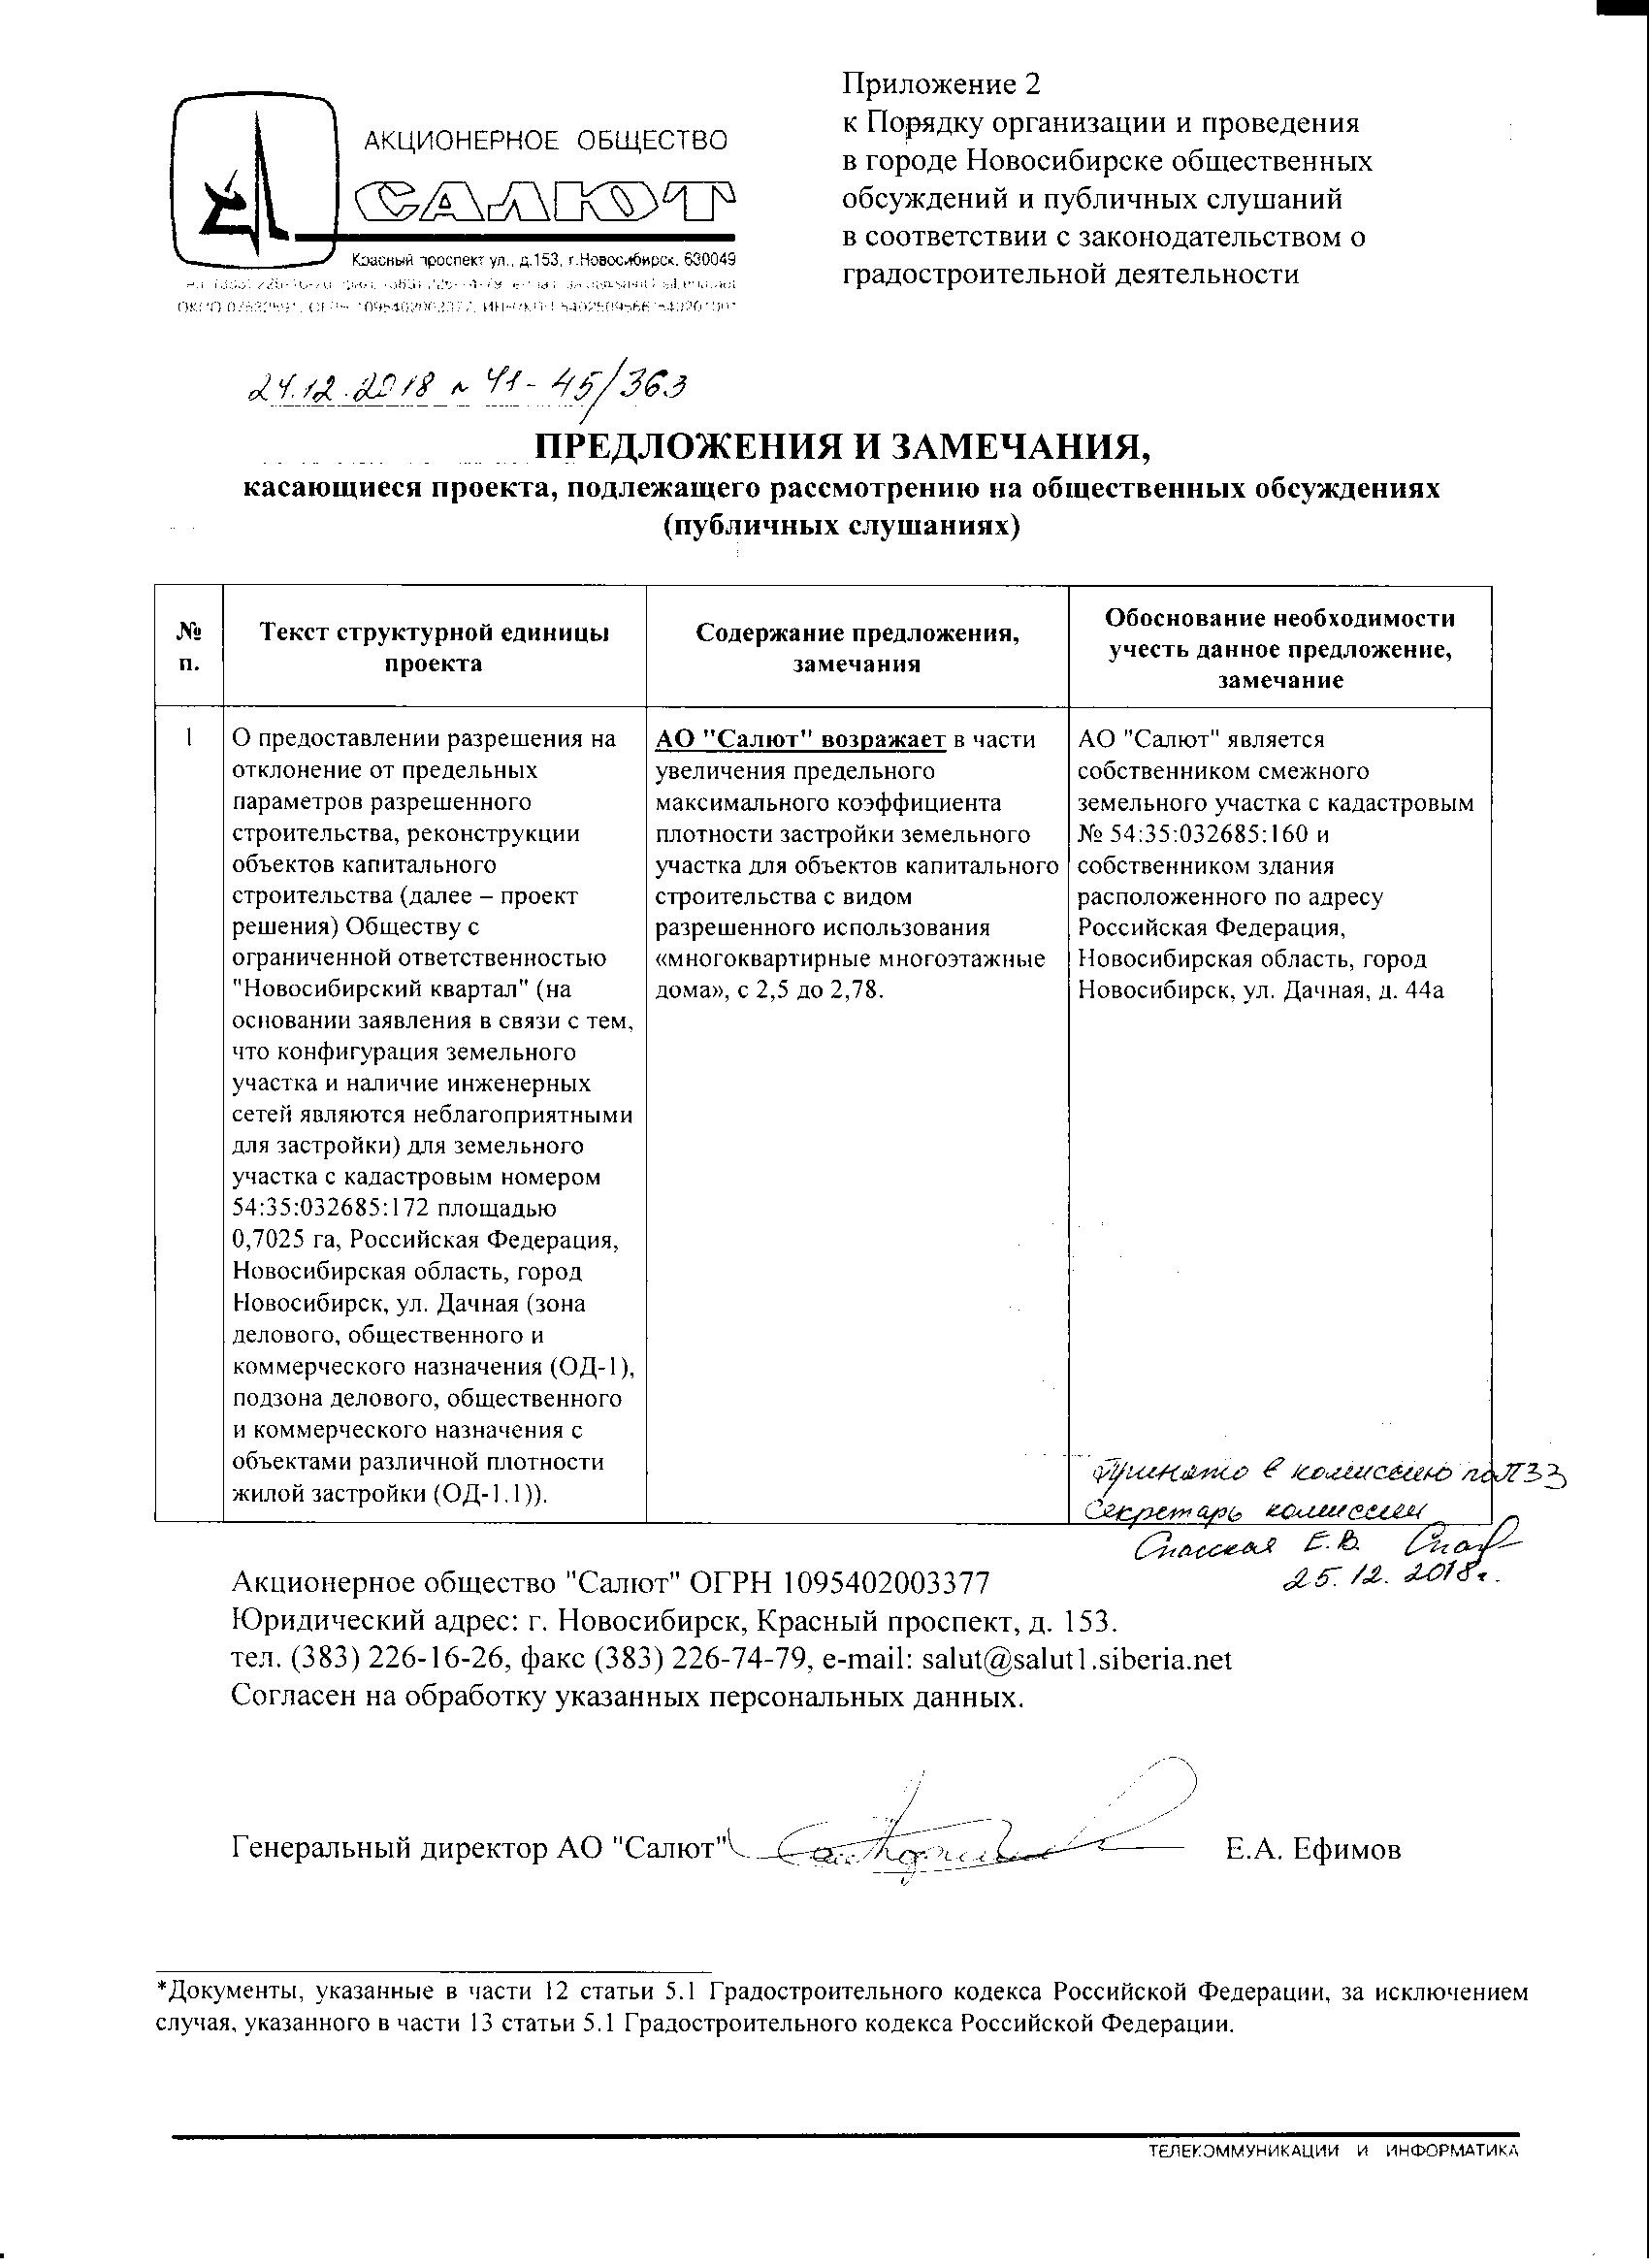 Приложение 2
к Порядку организации и проведения
в городе Новосибирске общественных
обсуждений и публичных слушаний
в соответствии с законодательством о
градостроительной деятельности
АКЦИОНЕРНОЕ ОБЩЕСТВО
САЛЮТ
Красный проспект ул., д.153, г.Новосибирск, 630049
24.12.2018 № 41-45/363
ПРЕДЛОЖЕНИЯ И ЗАМЕЧАНИЯ,
касающиеся проекта, подлежащего рассмотрению на общественных обсуждениях
(публичных слушаниях)
№
п.
Текст структурной единицы
проекта
Содержание предложения,
замечания
Обоснование необходимости
учесть данное предложение,
замечание
1
О предоставлении разрешения на
отклонение от предельных
параметров разрешенного
строительства, реконструкции
объектов капитального
строительства (далее – проект
решения) Обществу с
ограниченной ответственностью
"Новосибирский квартал" (на
основании заявления в связи с тем,
что конфигурация земельного
участка и наличие инженерных
сетей являются неблагоприятными
для застройки) для земельного
участка с кадастровым номером
54:35:032685:172 площадью
0,7025 га, Российская Федерация,
Новосибирская область, город
Новосибирск, ул. Дачная (зона
делового, общественного и
коммерческого назначения (ОД-1),
подзона делового, общественного
и коммерческого назначения с
объектами различной плотности
жилой застройки (ОД-1.1)).
АО "Салют" возражает в части
увеличения предельного
максимального коэффициента
плотности застройки земельного
участка для объектов капитального
строительства с видом
разрешенного использования
«многоквартирные многоэтажные
дома», с 2,5 до 2,78.
АО "Салют" является
собственником смежного
земельного участка с кадастровым
№ 54:35:032685:160 и
собственником здания
расположенного по адресу
Российская Федерация,
Новосибирская область, город
Новосибирск, ул. Дачная, д. 44а
Принято в комиссию по ПЗЗ
Секретарь комиссии
Спасская Е.В.
25.12.2018г.
Акционерное общество "Салют" ОГРН 1095402003377
Юридический адрес: г. Новосибирск, Красный проспект, д. 153.
тел. (383) 226-16-26, факс (383) 226-74-79, e-mail: salut@salut1.siberia.net
Согласен на обработку указанных персональных данных.
Генеральный директор АО "Салют"
Е.А. Ефимов
*Документы, указанные в части 12 статьи 5.1 Градостроительного кодекса Российской Федерации, за исключением
случая, указанного в части 13 статьи 5.1 Градостроительного кодекса Российской Федерации.
ТЕЛЕКОММУНИКАЦИИ И ИНФОРМАТИКА